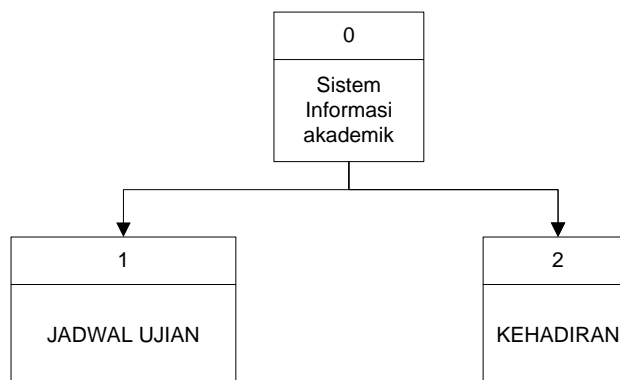 0
Sistem
Informasi
akademik
1
2
JADWAL UJIAN
KEHADIRAN